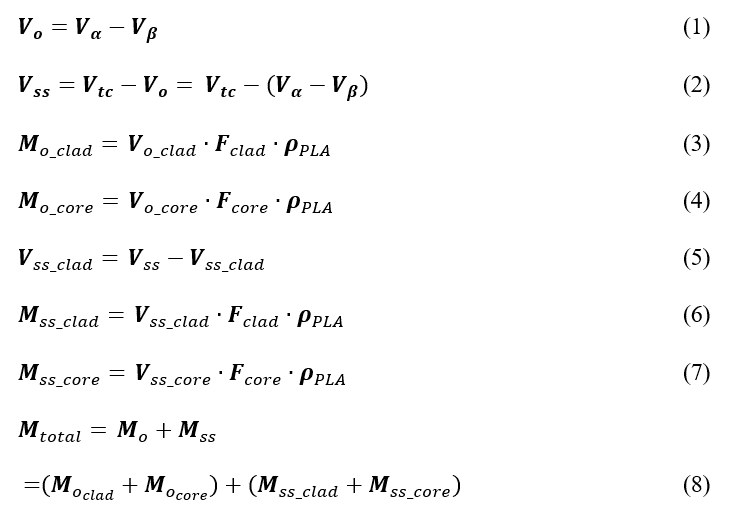 V_o = V_α − V_β (1)
V_ss = V_tc − V_o = V_tc − (V_α − V_β) (2)
M_o_clad = V_o_clad · F_clad · ρ_PLA (3)
M_o_core = V_o_core · F_core · ρ_PLA (4)
V_ss_clad = V_ss − V_ss_clad (5)
M_ss_clad = V_ss_clad · F_clad · ρ_PLA (6)
M_ss_core = V_ss_core · F_core · ρ_PLA (7)
M_total = M_o + M_ss
=(M_o_clad + M_o_core) + (M_ss_clad + M_ss_core) (8)